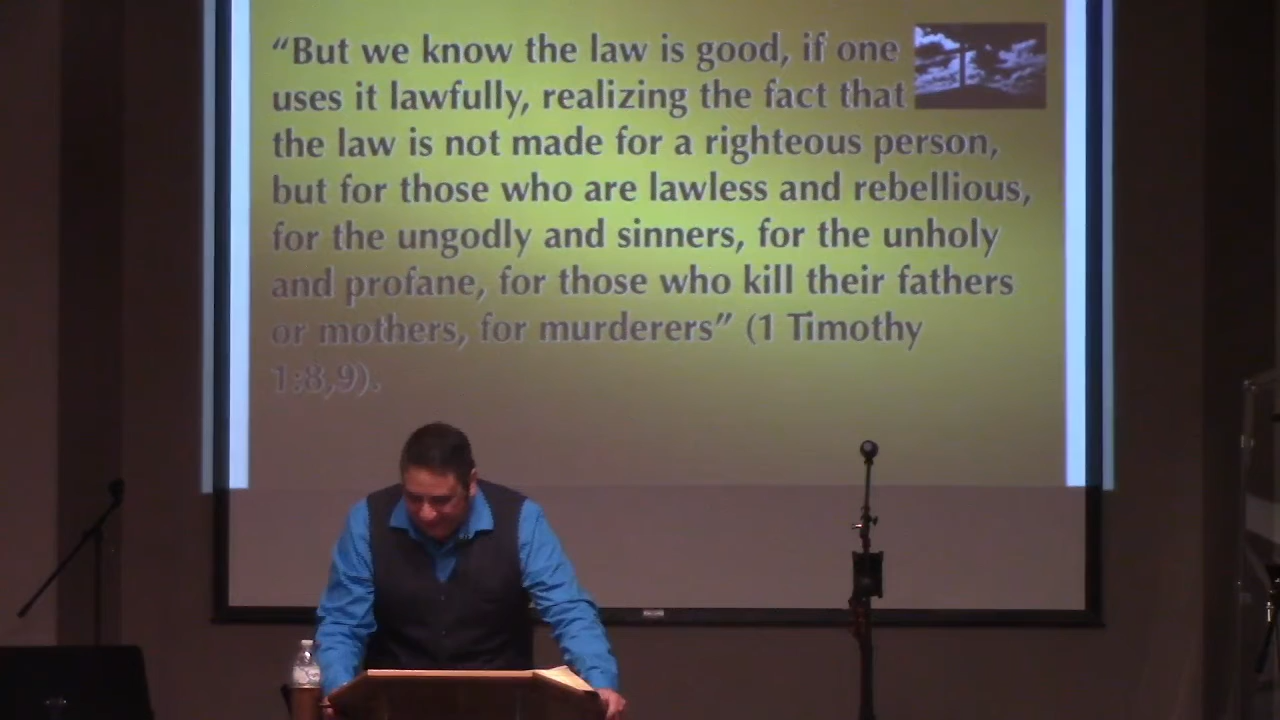 “But we know the law is good, if one
uses it lawfully, realizing the fact that
the law is not made for a righteous person,
but for those who are lawless and rebellious,
for the ungodly and sinners, for the unholy
and profane, for those who kill their fathers
or mothers, for murderers” (1 Timothy
1:8,9).